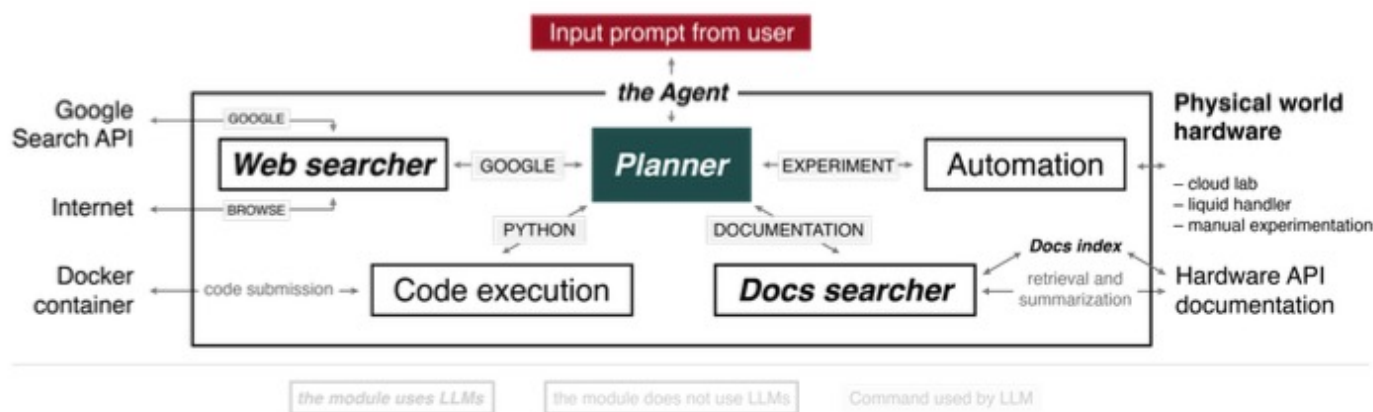 Input prompt from user
the Agent
Google
Search API
GOOGLE
Web searcher
GOOGLE
Planner
EXPERIMENT
Automation
Physical world
hardware
– cloud lab
– liquid handler
– manual experimentation
Internet
BROWSE
PYTHON
DOCUMENTATION
Docs index
Docker
container
code submission
Code execution
Docs searcher
retrieval and
summarization
Hardware API
documentation
the module uses LLMs
the module does not use LLMs
Command used by LLM